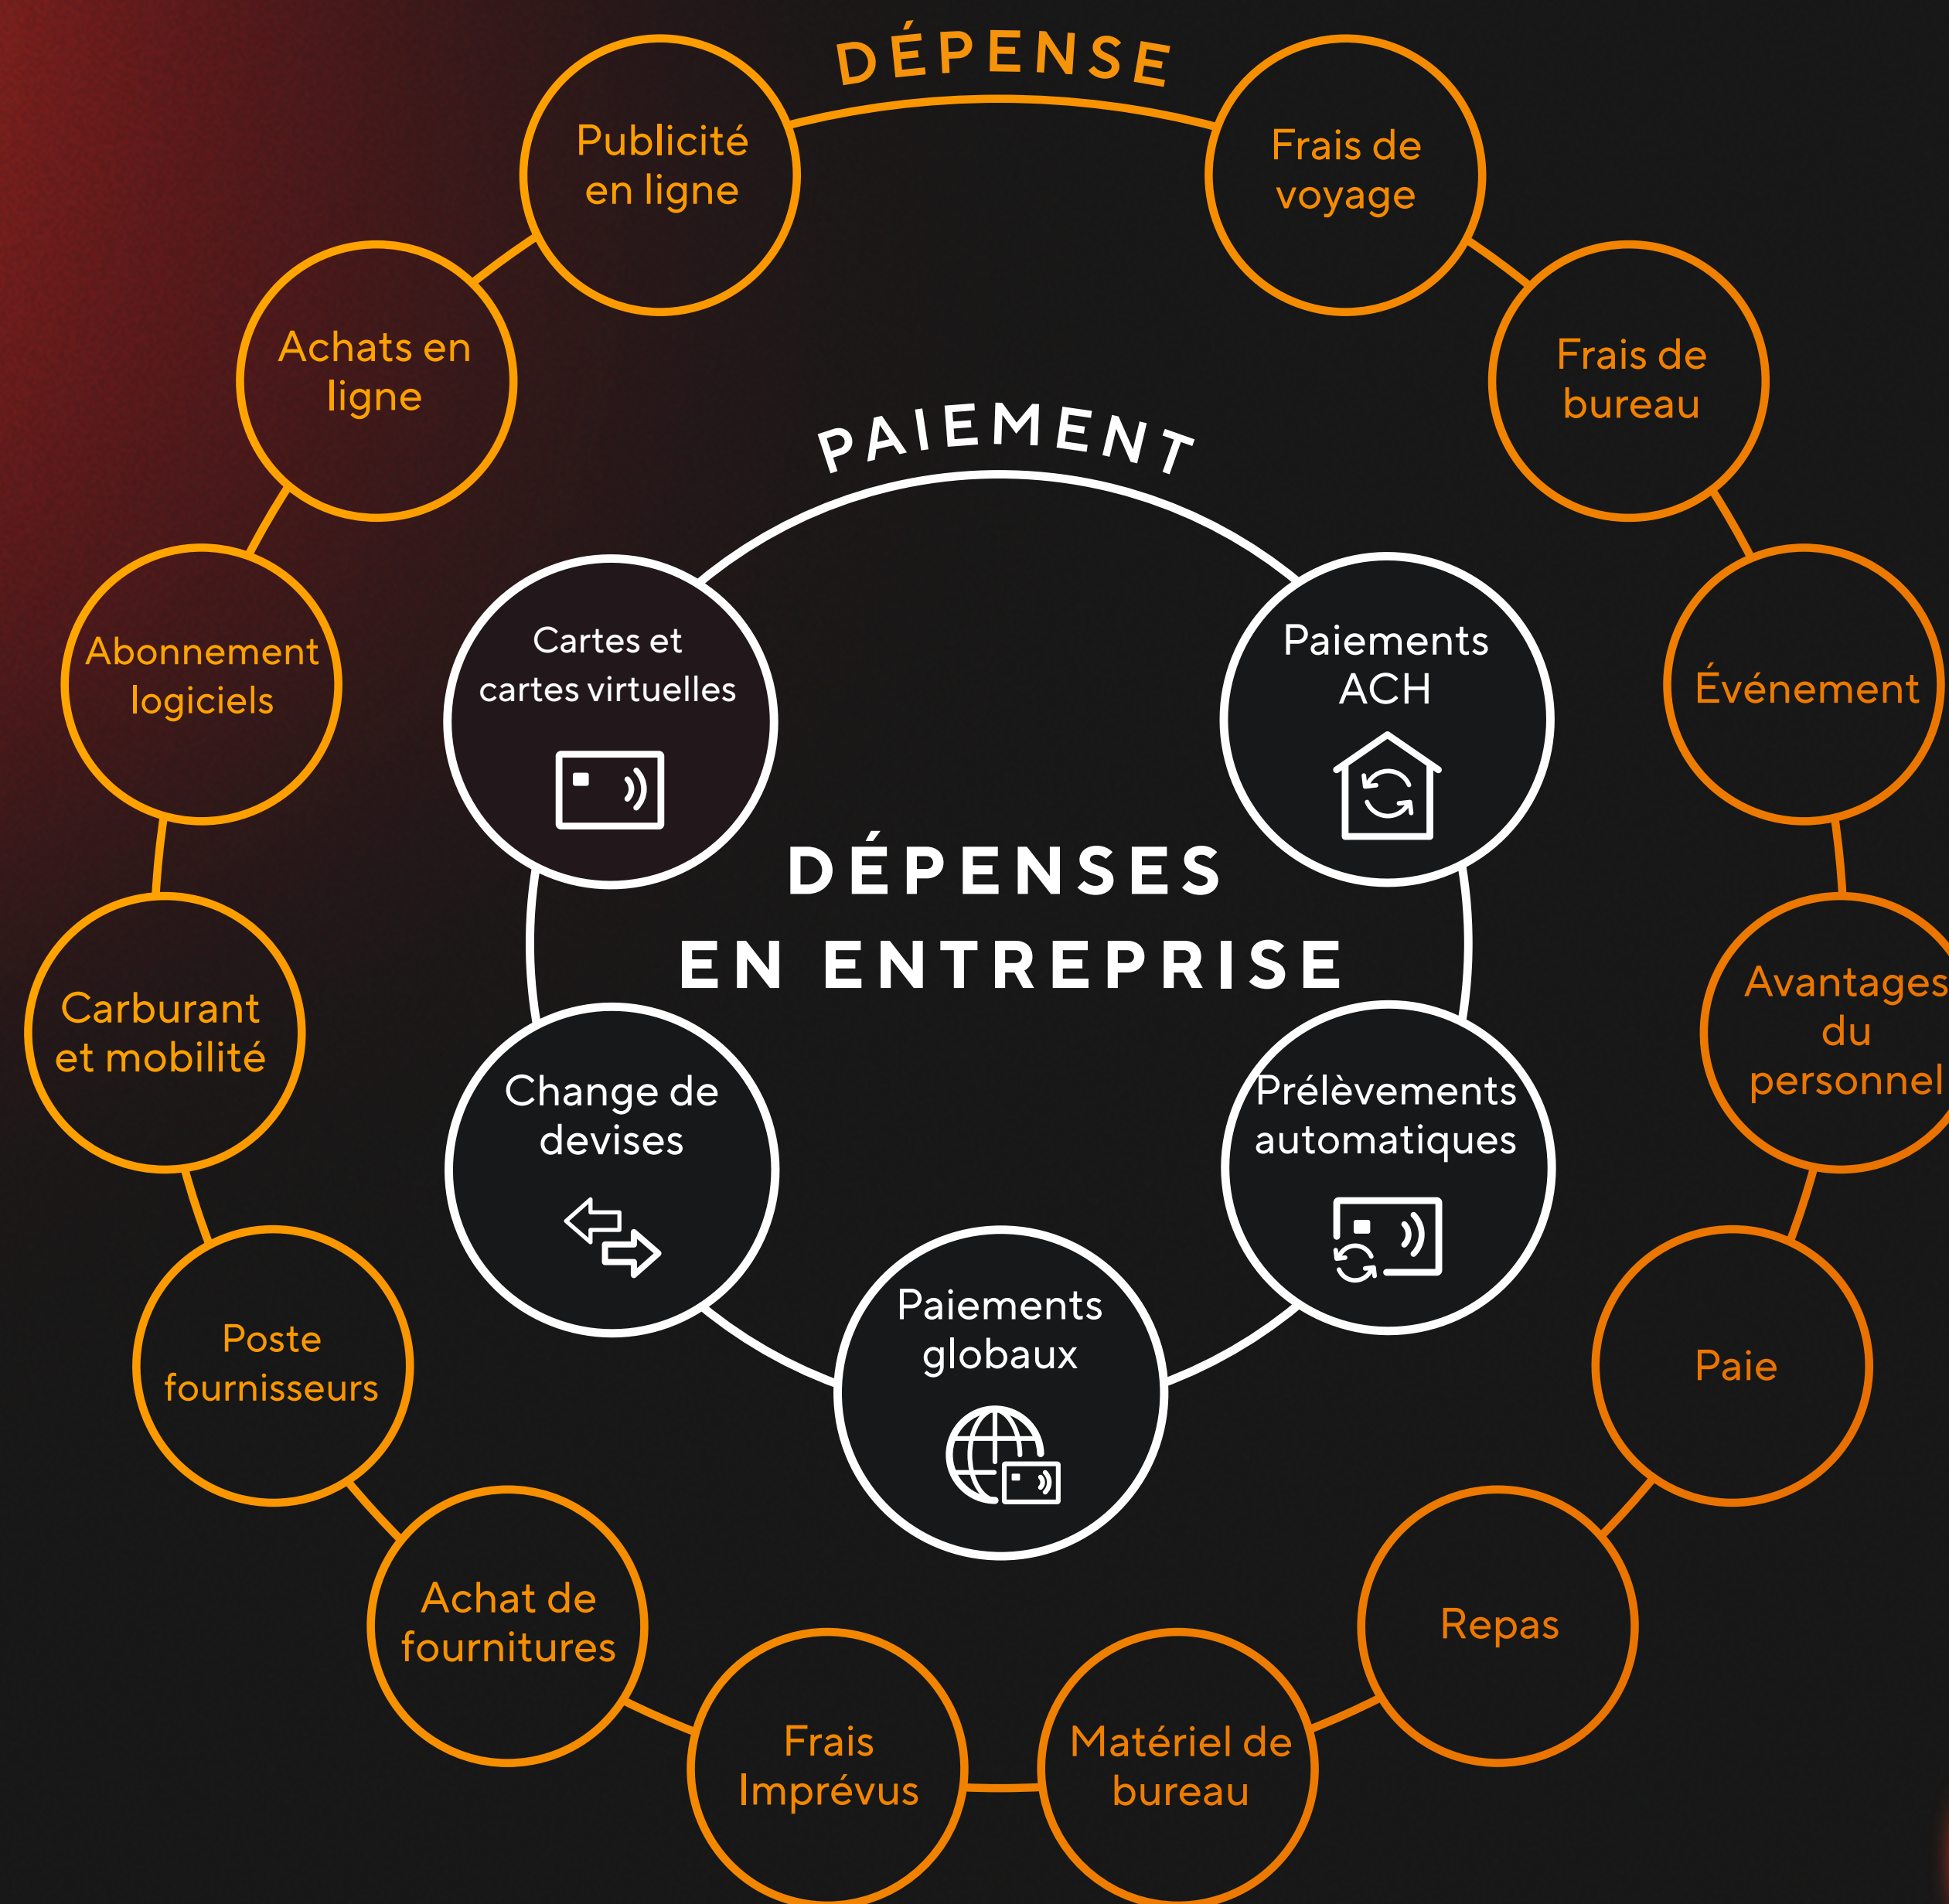 DÉPENSE
Publicité
en ligne
Frais de
voyage
Achats en
ligne
Frais de
bureau
PAIEMENT
Abonnement
logiciels
Cartes et
cartes virtuelles
Paiements
ACH
Événement
DÉPENSES
EN ENTREPRISE
Carburant
et mobilité
Avantages
du
personnel
Change de
devises
Prélèvements
automatiques
Paiements
globaux
Poste
fournisseurs
Paie
Achat de
fournitures
Repas
Frais
Imprévus
Matériel de
bureau